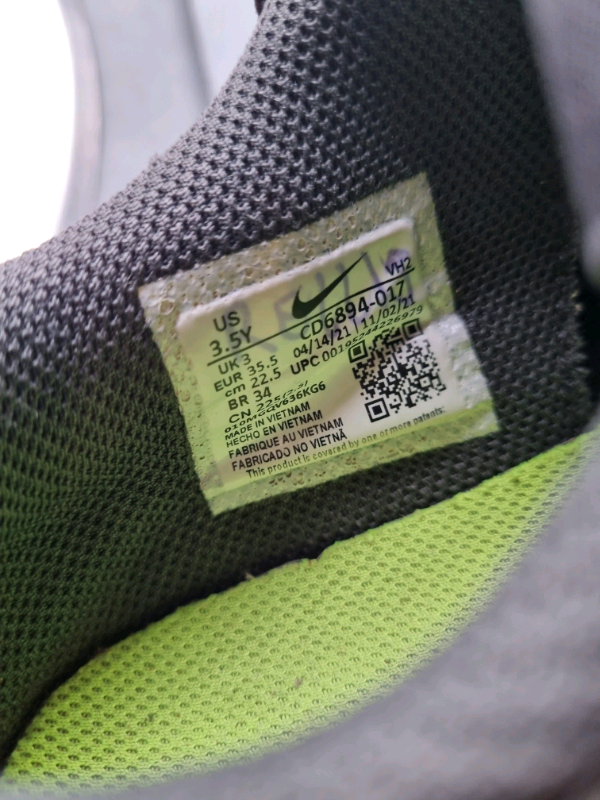 VH2
US
3.5Y
CD6894-017
UK 3
04/14/21 | 11/02/21
EUR 35.5
UPC 00195244226979
cm 22.5
BR 34
CN
MADE IN VIETNAM
HECHO EN VIETNAM
FABRIQUE AU VIETNAM
FABRICADO NO VIETNÃ
This product is covered by one or more patents: